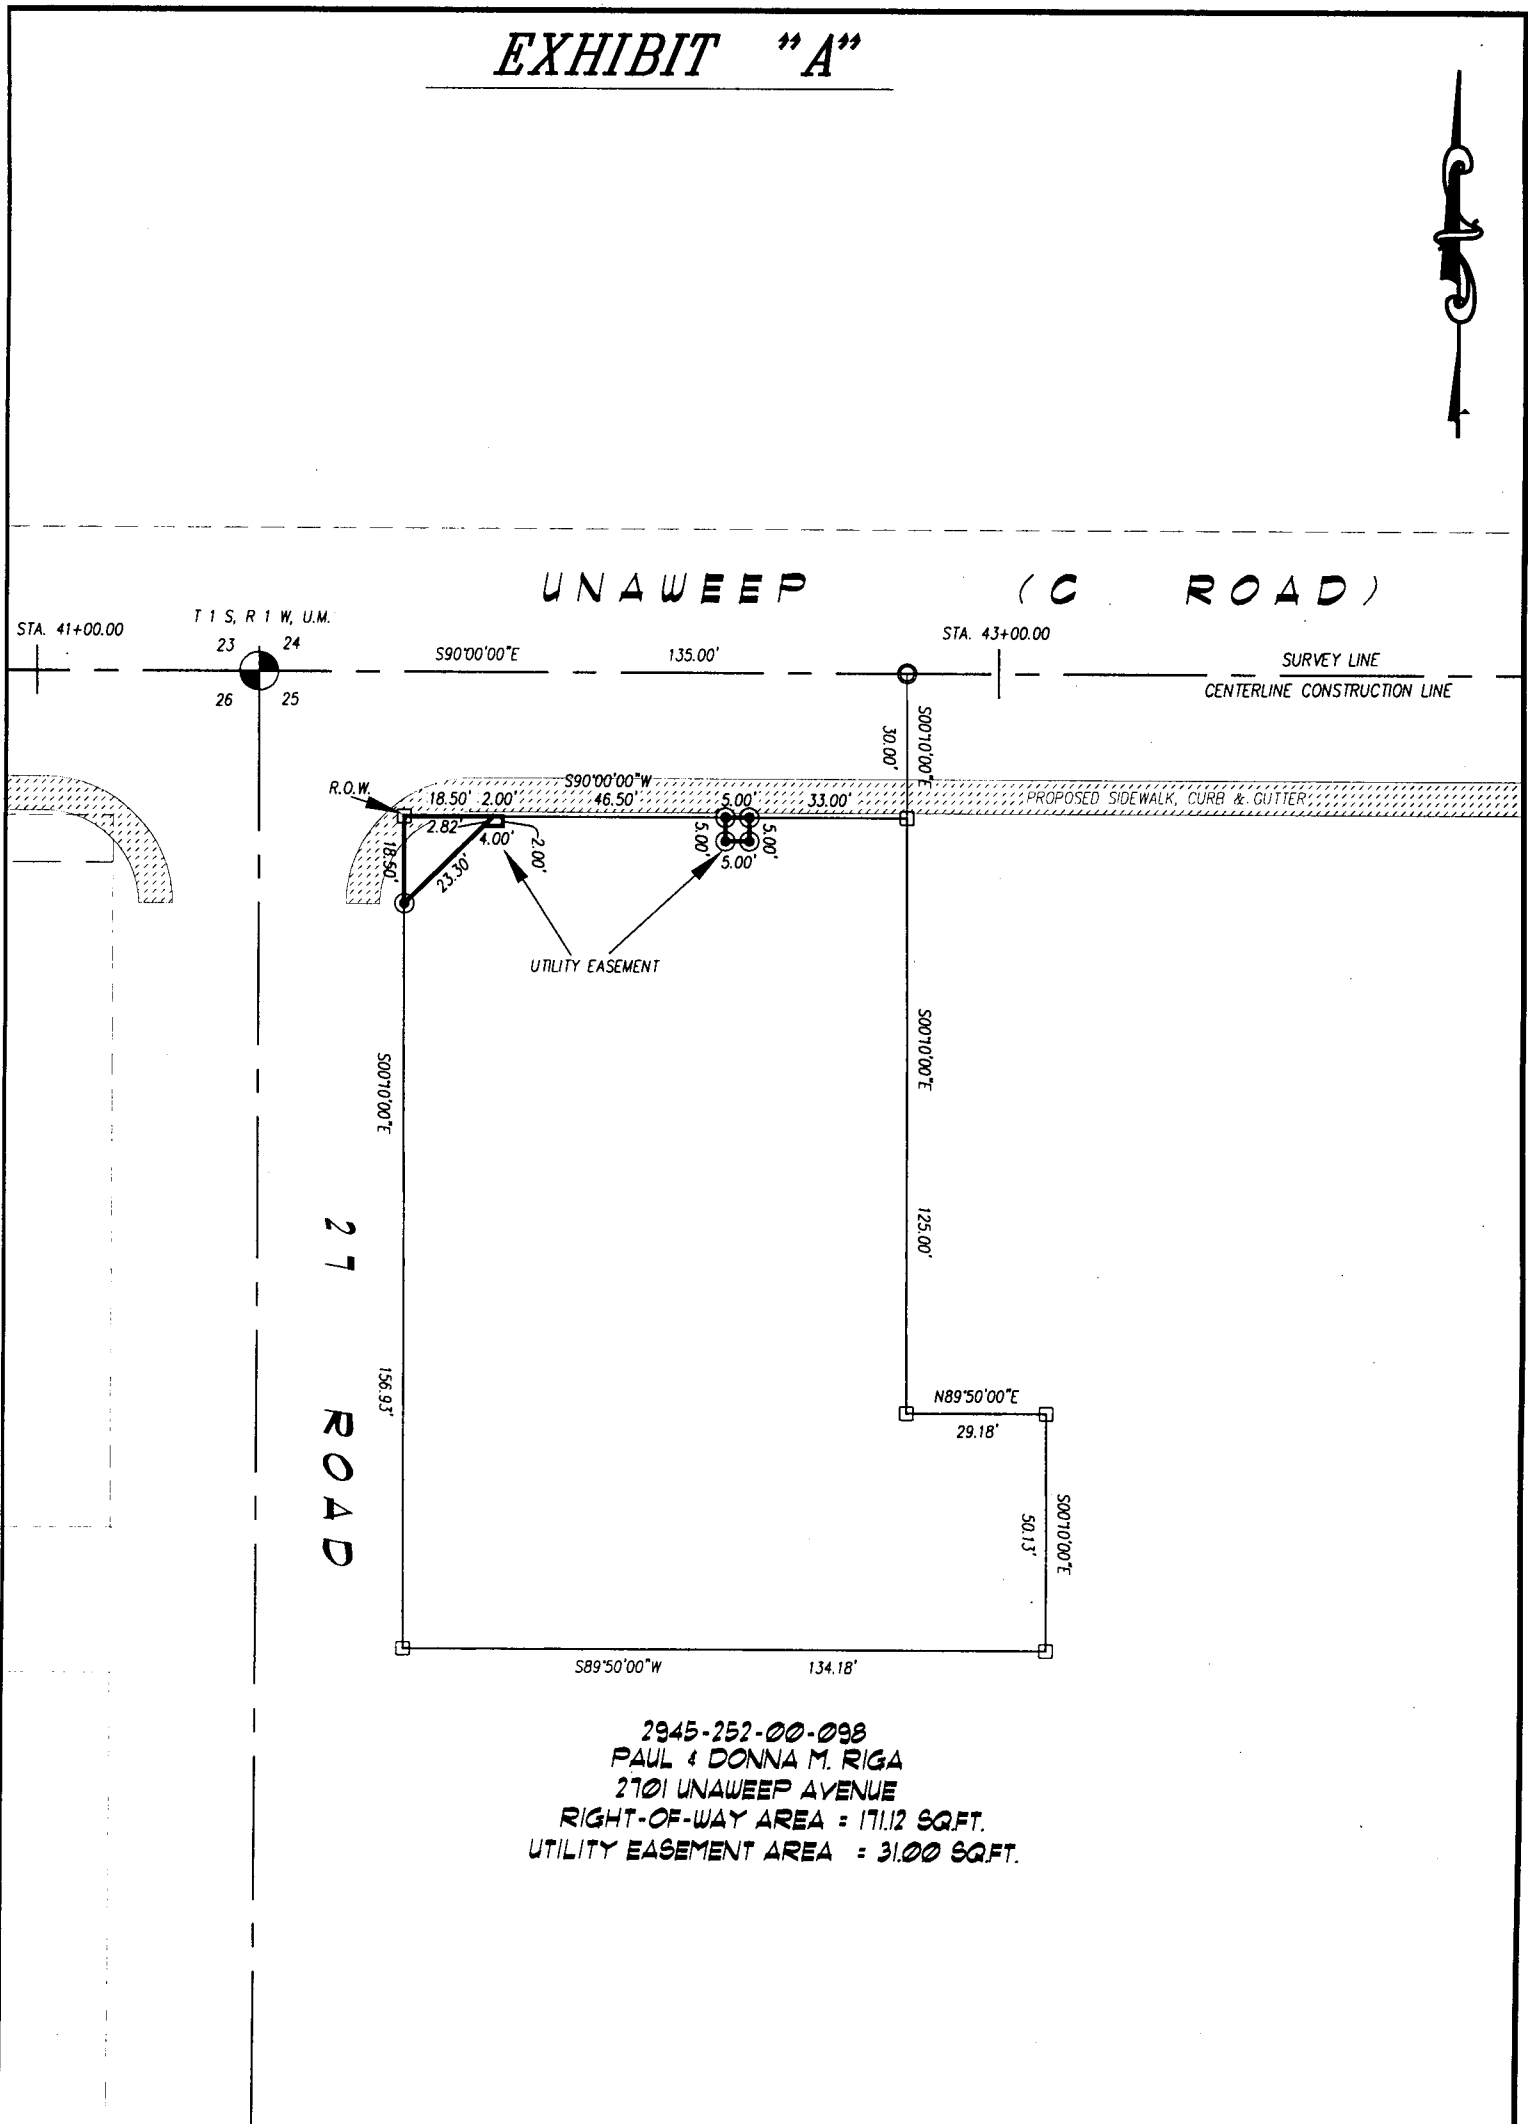 EXHIBIT "A"
UNAWEEP (C ROAD)
T 1 S, R 1 W, U.M.
STA. 41+00.00
23 24
26 25
S90°00'00"E 135.00'
STA. 43+00.00
SURVEY LINE
CENTERLINE CONSTRUCTION LINE
S00°10'00"E
30.00'
R.O.W.
S90°00'00"W
18.50' 2.00' 46.50' 5.00' 33.00'
PROPOSED SIDEWALK, CURB & GUTTER
2.82'
4.00'
2.00'
5.00'
5.00'
5.00'
18.50'
23.30'
UTILITY EASEMENT
S00°10'00"E
125.00'
S00°10'00"E
156.93'
27 ROAD
N89°50'00"E
29.18'
S00°10'00"E
50.13'
S89°50'00"W 134.18'
2945-252-00-098
PAUL & DONNA M. RIGA
2701 UNAWEEP AVENUE
RIGHT-OF-WAY AREA = 171.12 SQ.FT.
UTILITY EASEMENT AREA = 31.00 SQ.FT.